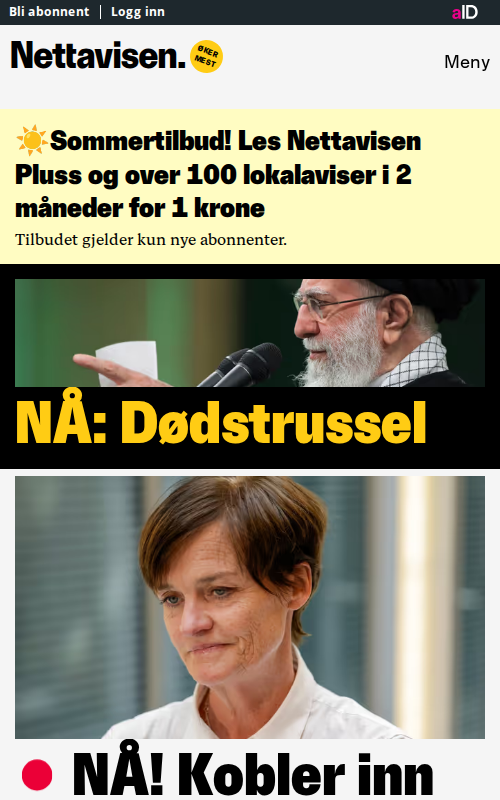 Bli abonnent | Logg inn
aID
Nettavisen.
ØKER
MEST
Meny
Sommertilbud! Les Nettavisen
Pluss og over 100 lokalaviser i 2
måneder for 1 krone
Tilbudet gjelder kun nye abonnenter.
NÅ: Dødstrussel
NÅ! Kobler inn